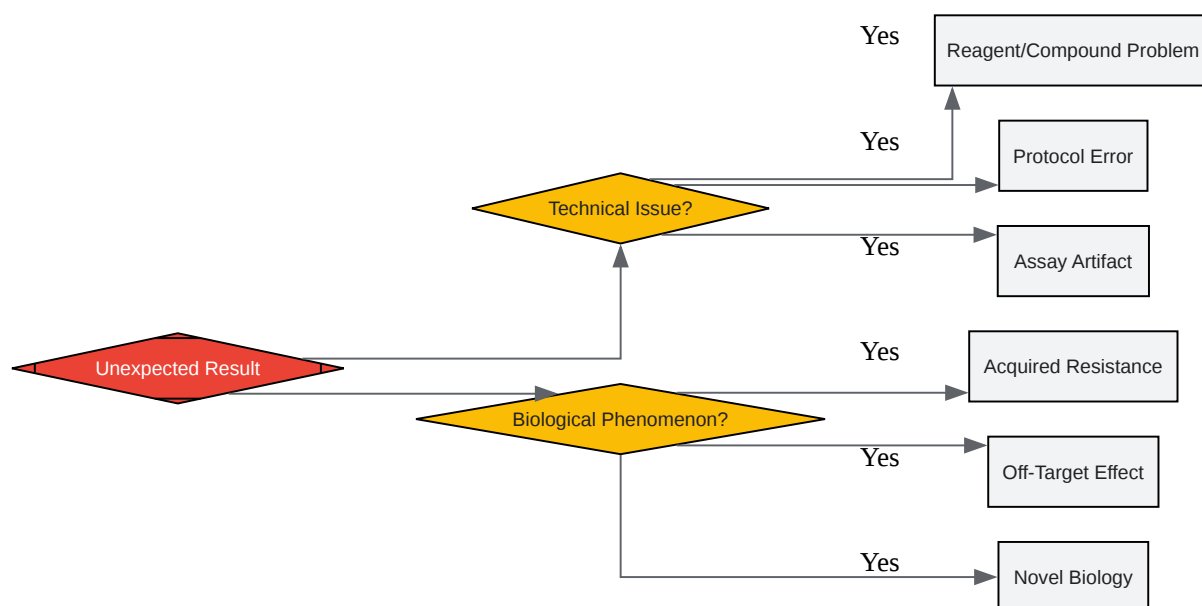 Yes
Reagent/Compound Problem
Yes
Protocol Error
Technical Issue?
Yes
Assay Artifact
Unexpected Result
Yes
Acquired Resistance
Biological Phenomenon?
Yes
Off-Target Effect
Yes
Novel Biology